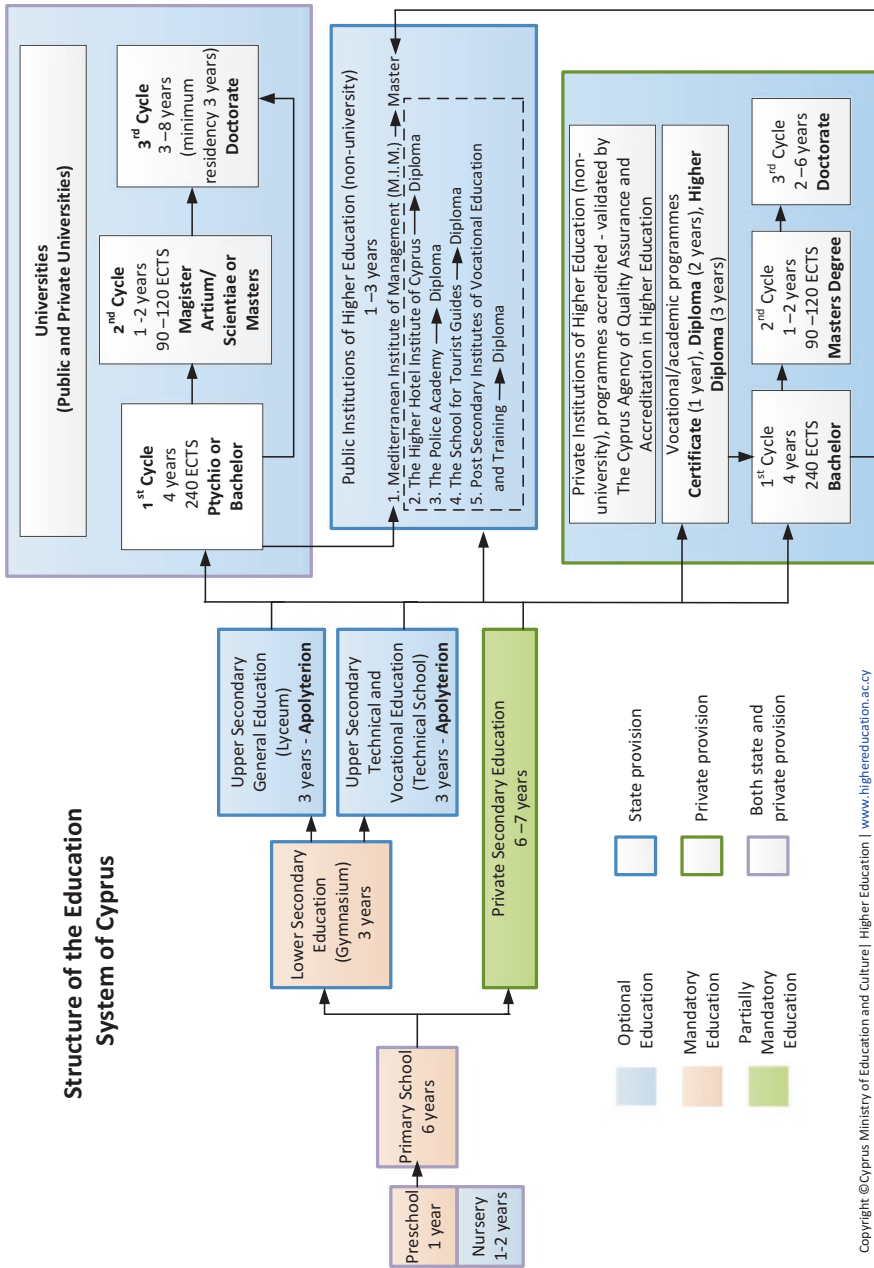 Structure of the Education
System of Cyprus
Preschool
1 year
Nursery
1-2 years
Primary School
6 years
Lower Secondary
Education
(Gymnasium)
3 years
Upper Secondary
General Education
(Lyceum)
3 years - Apolyterion
Upper Secondary
Technical and
Vocational Education
(Technical School)
3 years - Apolyterion
Private Secondary Education
6 –7 years
Universities
(Public and Private Universities)
1st Cycle
4 years
240 ECTS
Ptychio or
Bachelor
2nd Cycle
1 -2 years
90 –120 ECTS
Magister
Artium/
Scientiae or
Masters
3rd Cycle
3 –8 years
(minimum
residency 3 years)
Doctorate
Public Institutions of Higher Education (non-university)
1 –3 years
1. Mediterranean Institute of Management (M.I.M.) Master
2. The Higher Hotel Institute of Cyprus Diploma
3. The Police Academy Diploma
4. The School for Tourist Guides Diploma
5. Post Secondary Institutes of Vocational Education
and Training Diploma
Private Institutions of Higher Education (non-
university), programmes accredited - validated by
The Cyprus Agency of Quality Assurance and
Accreditation in Higher Education
Vocational/academic programmes
Certificate (1 year), Diploma (2 years), Higher
Diploma (3 years)
1st Cycle
4 years
240 ECTS
Bachelor
2nd Cycle
1 –2 years
90 –120 ECTS
Masters Degree
3rd Cycle
2 –6 years
Doctorate
Optional
Education
Mandatory
Education
Partially
Mandatory
Education
State provision
Private provision
Both state and
private provision
Copyright ©Cyprus Ministry of Education and Culture| Higher Education | www.highereducation.ac.cy